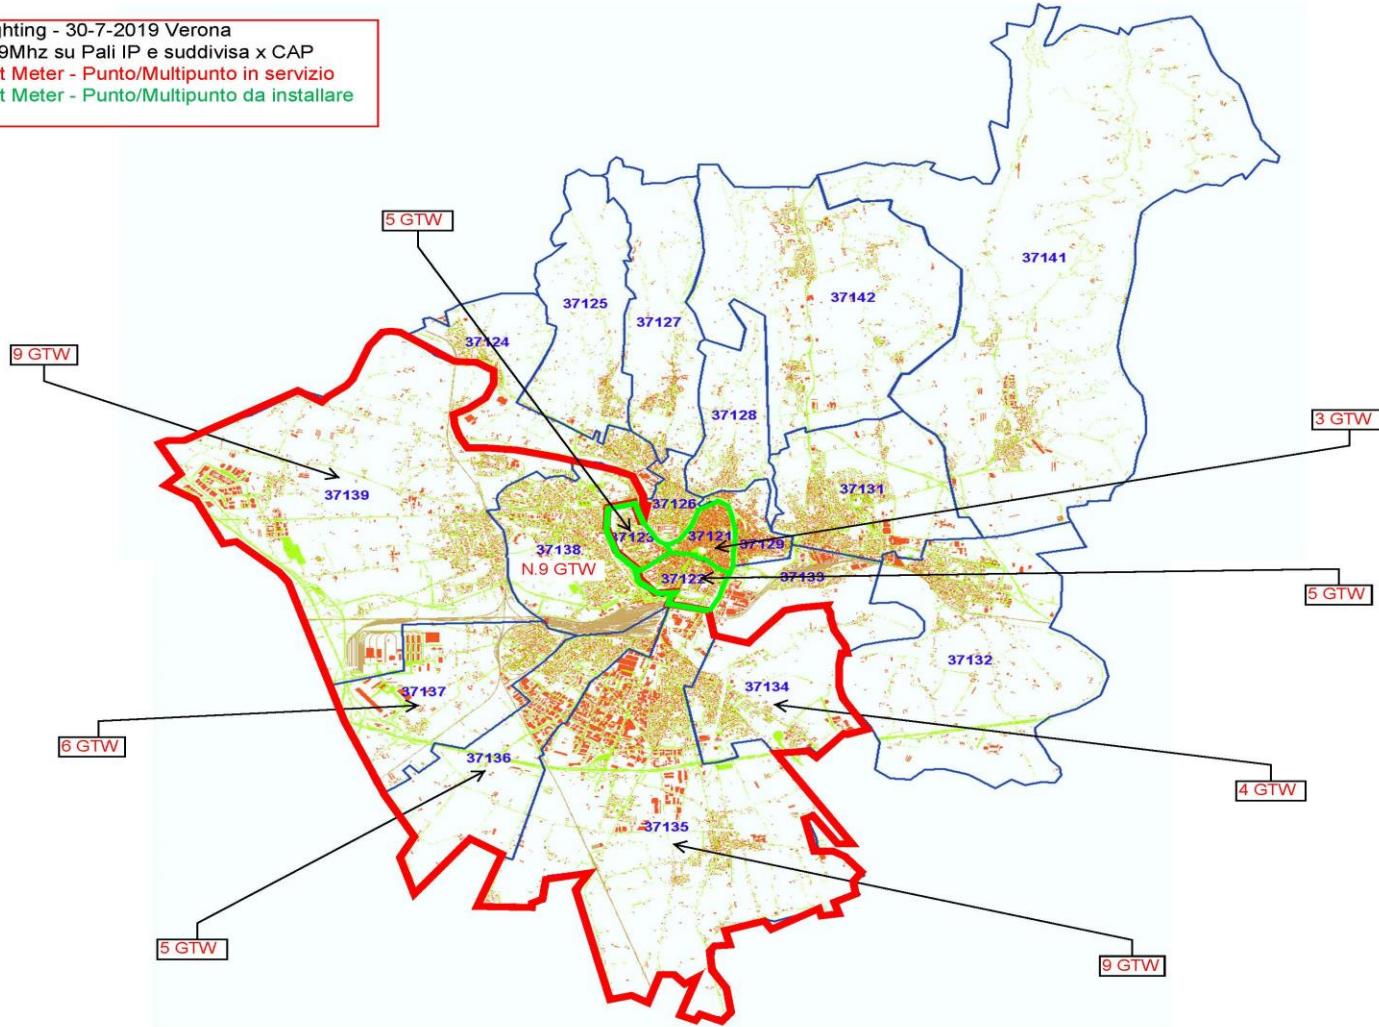 ghting - 30-7-2019 Verona
9Mhz su Pali IP e suddivisa x CAP
t Meter - Punto/Multipunto in servizio
t Meter - Punto/Multipunto da installare
5 GTW
37141
37125
37142
37127
37124
9 GTW
37128
3 GTW
37139
37131
37126
37123
37121
37129
37138
N.9 GTW
37122
37133
5 GTW
37132
37137
37134
6 GTW
37136
4 GTW
37135
5 GTW
9 GTW